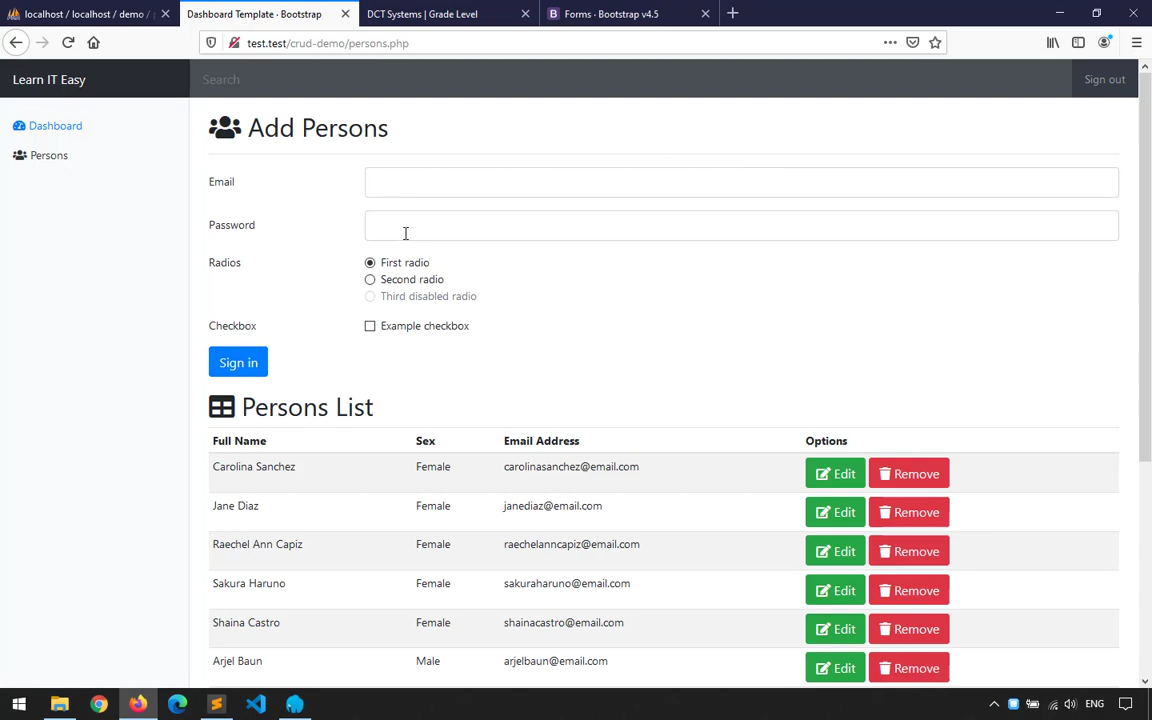 localhost / localhost / demo /
Dashboard Template · Bootstrap
DCT Systems | Grade Level
B Forms · Bootstrap v4.5
test.test/crud-demo/persons.php
Learn IT Easy
Search
Sign out
Dashboard
Persons
Add Persons
Email
Password
Radios
First radio
Second radio
Third disabled radio
Checkbox
Example checkbox
Sign in
Persons List
Full Name Sex Email Address Options
Carolina Sanchez Female carolinasanchez@email.com Edit Remove
Jane Diaz Female janediaz@email.com Edit Remove
Raechel Ann Capiz Female raechelanncapiz@email.com Edit Remove
Sakura Haruno Female sakuraharuno@email.com Edit Remove
Shaina Castro Female shainacastro@email.com Edit Remove
Arjel Baun Male arjelbaun@email.com Edit Remove
ENG